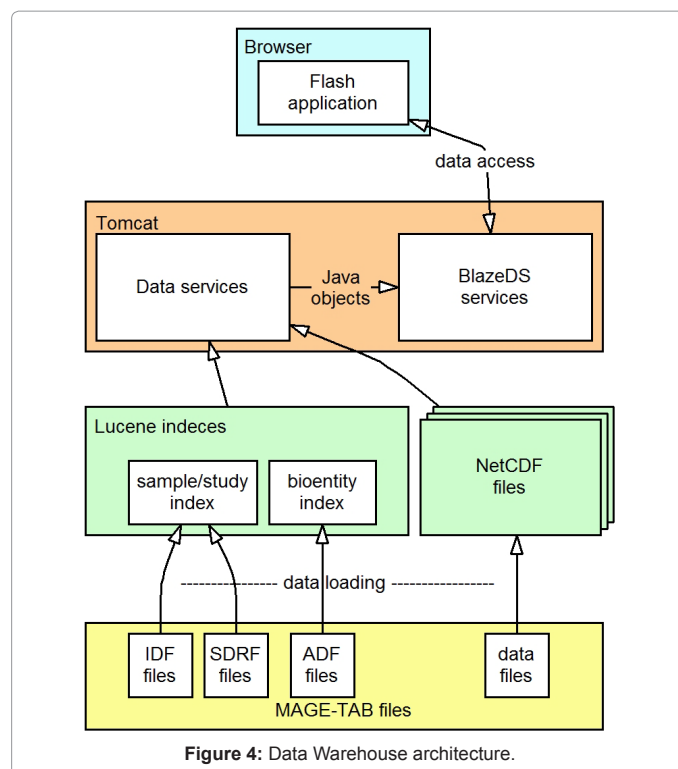 Browser
Flash
application
data access
Tomcat
Data services
Java
objects
BlazeDS
services
Lucene indeces
sample/study
index
bioentity
index
NetCDF
files
---------------- data loading ----------------
IDF
files
SDRF
files
ADF
files
data
files
MAGE-TAB files
Figure 4: Data Warehouse architecture.